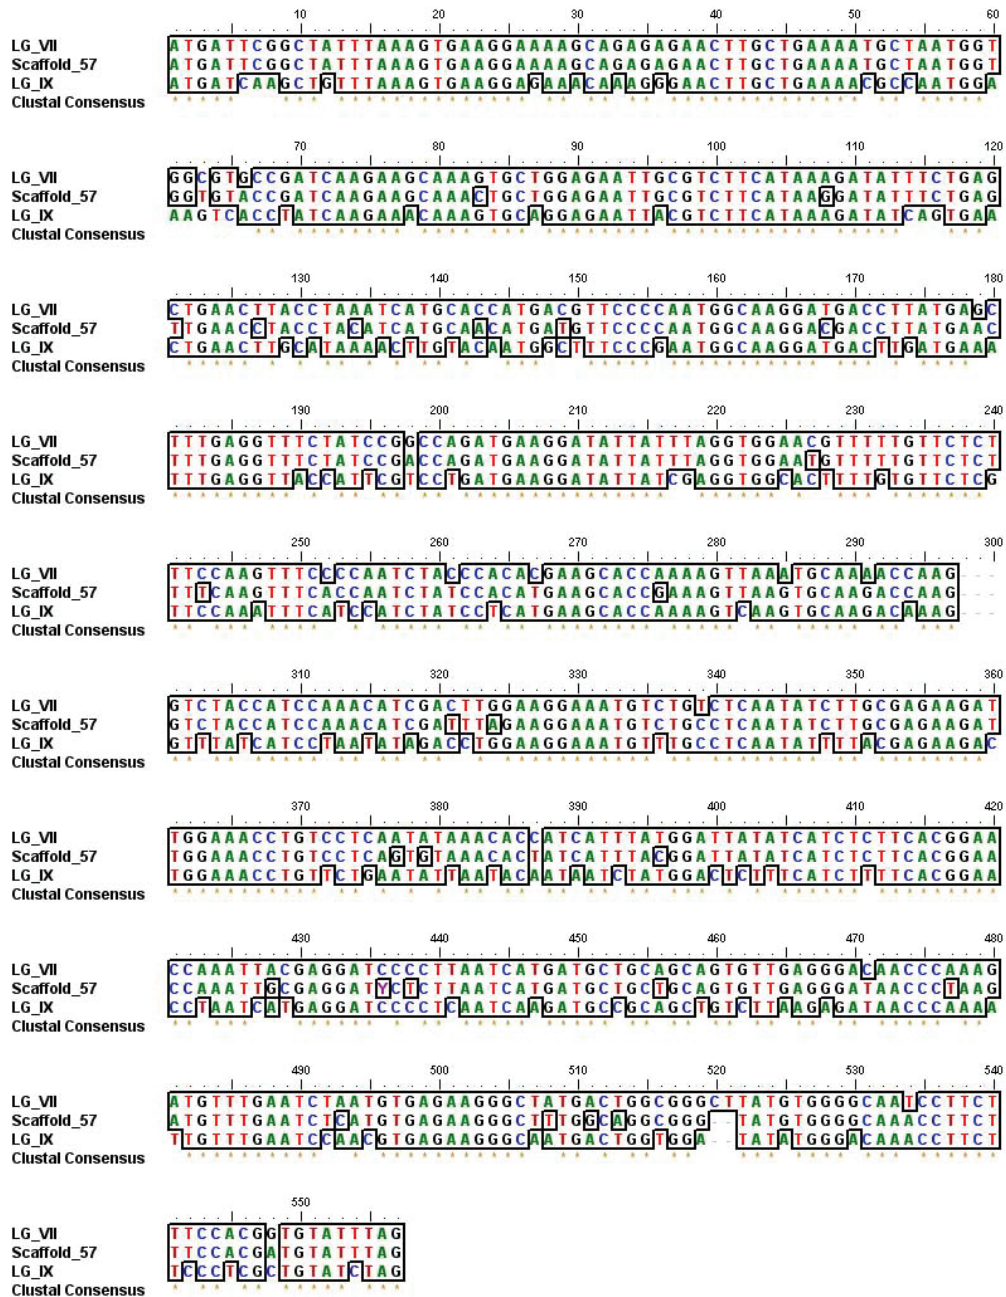 10 20 30 40 50 60
LG_VII ATGATTCGGCTATTTAAAGTGAAGGAAAAGCAGAGAGAACTTGCTGAAAATGCTAATGGT
Scaffold_57 ATGATTCGGCTATTTAAAGTGAAGGAAAAGCAGAGAGAACTTGCTGAAAATGCTAATGGT
LG_IX ATGATCAAGCTGTTTAAAGTGAAGGAGAAACAAAGGGAACTTGCTGAAAACGCCAATGGA
Clustal Consensus
70 80 90 100 110 120
LG_VII GGCGTGCCGATCAAGAAGCAAAGTGCTGGAGAATTGCGTCTTCATAAAGATATTTCTGAG
Scaffold_57 GGTGTACCGATCAAGAAGCAAACTGCTGGAGAATTGCGTCTTCATAAGGATATTTCTGAG
LG_IX AAGTCACCTATCAAGAAACAAAGTGCAGGAGAATTACGTCTTCATAAAGATATCAGTGAA
Clustal Consensus
130 140 150 160 170 180
LG_VII CTGAACTTACCTAAATCATGCACCATGACGTTCCCCAATGGCAAGGATGACCTTATGAGC
Scaffold_57 TTGAACCTACCTACATCATGCAACATGATGTTCCCCAATGGCAAGGACGACCTTATGAAC
LG_IX CTGAACTTGCATAAAACTTGTACAATGGCTTTCCCGAATGGCAAGGATGACTTGATGAAA
Clustal Consensus
190 200 210 220 230 240
LG_VII TTTGAGGTTTCTATCCGGCCAGATGAAGGATATTATTTAGGTGGAACGTTTTTGTTCTCT
Scaffold_57 TTTGAGGTTTCTATCCGACCAGATGAAGGATATTATTTAGGTGGAATGTTTTTGTTCTCT
LG_IX TTTGAGGTTACCATTCGTCCTGATGAAGGATATTATCGAGGTGGCACTTTTGTGTTCTCG
Clustal Consensus
250 260 270 280 290 300
LG_VII TTCCAAGTTTCCCCAATCTACCCACACGAAGCACCAAAAGTTAAATGCAAAACCAAG---
Scaffold_57 TTTCAAGTTTCACCAATCTATCCACATGAAGCACCGAAAGTTAAGTGCAAGACCAAG---
LG_IX TTCCAAATTTCATCCATCTATCCTCATGAAGCACCAAAAGTCAAGTGCAAGACAAAG---
Clustal Consensus
310 320 330 340 350 360
LG_VII GTCTACCATCCAAACATCGACTTGGAAGGAAATGTCTGTCTCAATATCTTGCGAGAAGAT
Scaffold_57 GTCTACCATCCAAACATCGATTTAGAAGGAAATGTCTGCCTCAATATCTTGCGAGAAGAT
LG_IX GTTTATCATCCTAATATAGACCTGGAAGGAAATGTTTGCCTCAATATTTTACGAGAAGAC
Clustal Consensus
370 380 390 400 410 420
LG_VII TGGAAACCTGTCCTCAATATAAACACCATCATTTATGGATTATATCATCTCTTCACGGAA
Scaffold_57 TGGAAACCTGTCCTCAGTGTAAACACTATCATTTACGGATTATATCATCTCTTCACGGAA
LG_IX TGGAAACCTGTTCTGAATATTAATACAATAATCTATGGACTCTTTCATCTTTTCACGGAA
Clustal Consensus
430 440 450 460 470 480
LG_VII CCAAATTACGAGGATCCCCTTAATCATGATGCTGCAGCAGTGTTGAGGGACAACCCAAAG
Scaffold_57 CCAAATTGCGAGGATYCTCTTAATCATGATGCTGCTGCAGTGTTGAGGGATAACCCTAAG
LG_IX CCTAATCATGAGGATCCCCTCAATCAAGATGCCGCAGCTGTCTTAAGAGATAACCCAAAA
Clustal Consensus
490 500 510 520 530 540
LG_VII ATGTTTGAATCTAATGTGAGAAGGGCTATGACTGGCGGGCTTATGTGGGGCAATCCTTCT
Scaffold_57 ATGTTTGAATCTCATGTGAGAAGGGCTTTGGCAGGCGGG--TATGTGGGGCAAACCTTCT
LG_IX TTGTTTGAATCCAACGTGAGAAGGGCAATGACTGGTGGA--TATATGGGACAAACCTTCT
Clustal Consensus
550
LG_VII TTCCACGGTGTATTTAG
Scaffold_57 TTCCACGATGTATTTAG
LG_IX TCCCTCGCTGTATCTAG
Clustal Consensus